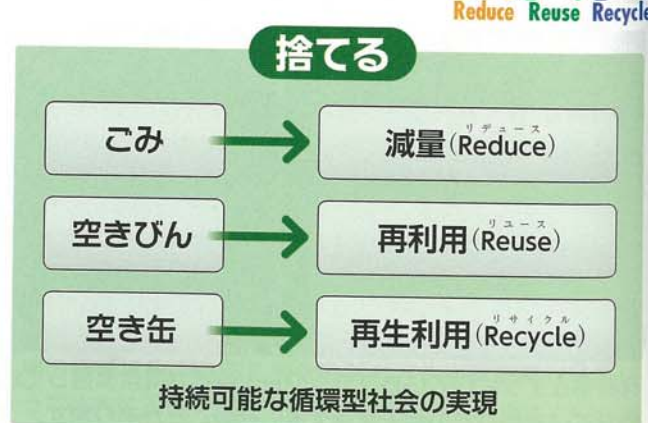 Reduce Reuse Recycle
捨てる
ごみ
減量(Reduce)
リデュース
空きびん
再利用(Reuse)
リユース
空き缶
再生利用(Recycle)
リサイクル
持続可能な循環型社会の実現